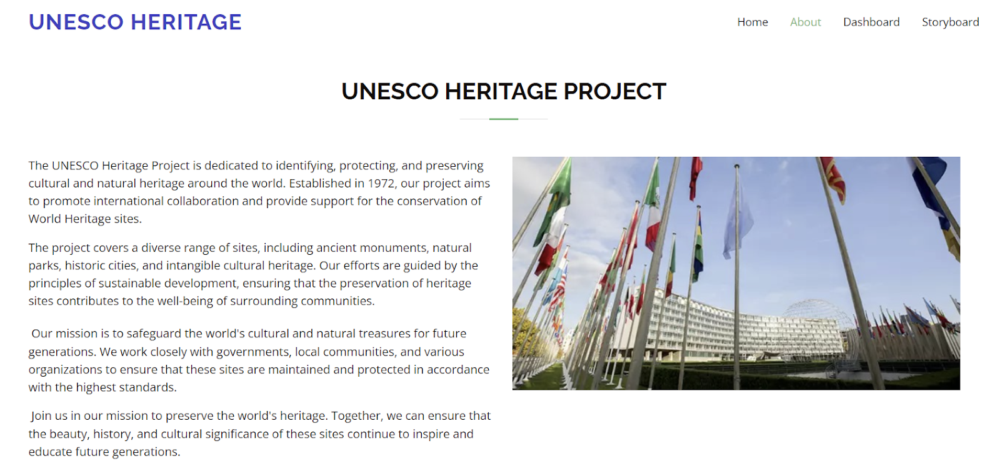 UNESCO HERITAGE
Home About Dashboard Storyboard
UNESCO HERITAGE PROJECT
The UNESCO Heritage Project is dedicated to identifying, protecting, and preserving
cultural and natural heritage around the world. Established in 1972, our project aims
to promote international collaboration and provide support for the conservation of
World Heritage sites.
The project covers a diverse range of sites, including ancient monuments, natural
parks, historic cities, and intangible cultural heritage. Our efforts are guided by the
principles of sustainable development, ensuring that the preservation of heritage
sites contributes to the well-being of surrounding communities.
Our mission is to safeguard the world's cultural and natural treasures for future
generations. We work closely with governments, local communities, and various
organizations to ensure that these sites are maintained and protected in accordance
with the highest standards.
Join us in our mission to preserve the world's heritage. Together, we can ensure that
the beauty, history, and cultural significance of these sites continue to inspire and
educate future generations.